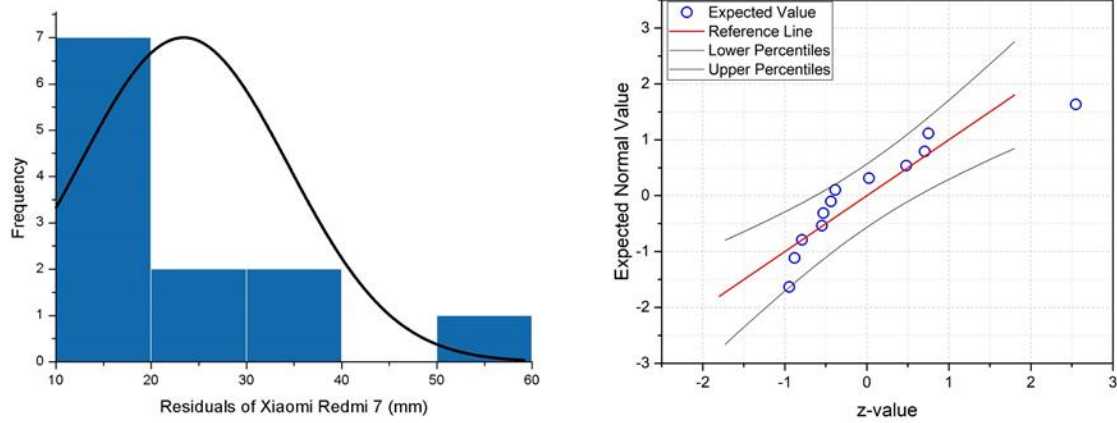 7
6
5
4
3
2
1
0
Frequency
10 20 30 40 50 60
Residuals of Xiaomi Redmi 7 (mm)
Expected Value
Reference Line
Lower Percentiles
Upper Percentiles
3
2
1
0
-1
-2
-3
Expected Normal Value
-2 -1 0 1 2 3
z-value